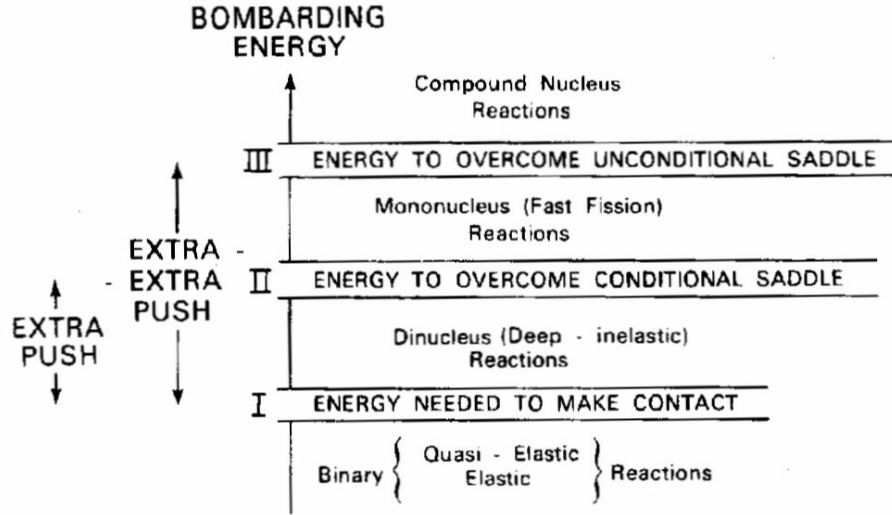 BOMBARDING
ENERGY
Compound Nucleus
Reactions
III ENERGY TO OVERCOME UNCONDITIONAL SADDLE
Mononucleus (Fast Fission)
Reactions
EXTRA -
- EXTRA
PUSH
II ENERGY TO OVERCOME CONDITIONAL SADDLE
EXTRA
PUSH
Dinucleus (Deep - inelastic)
Reactions
I ENERGY NEEDED TO MAKE CONTACT
Binary { Quasi - Elastic
Elastic } Reactions